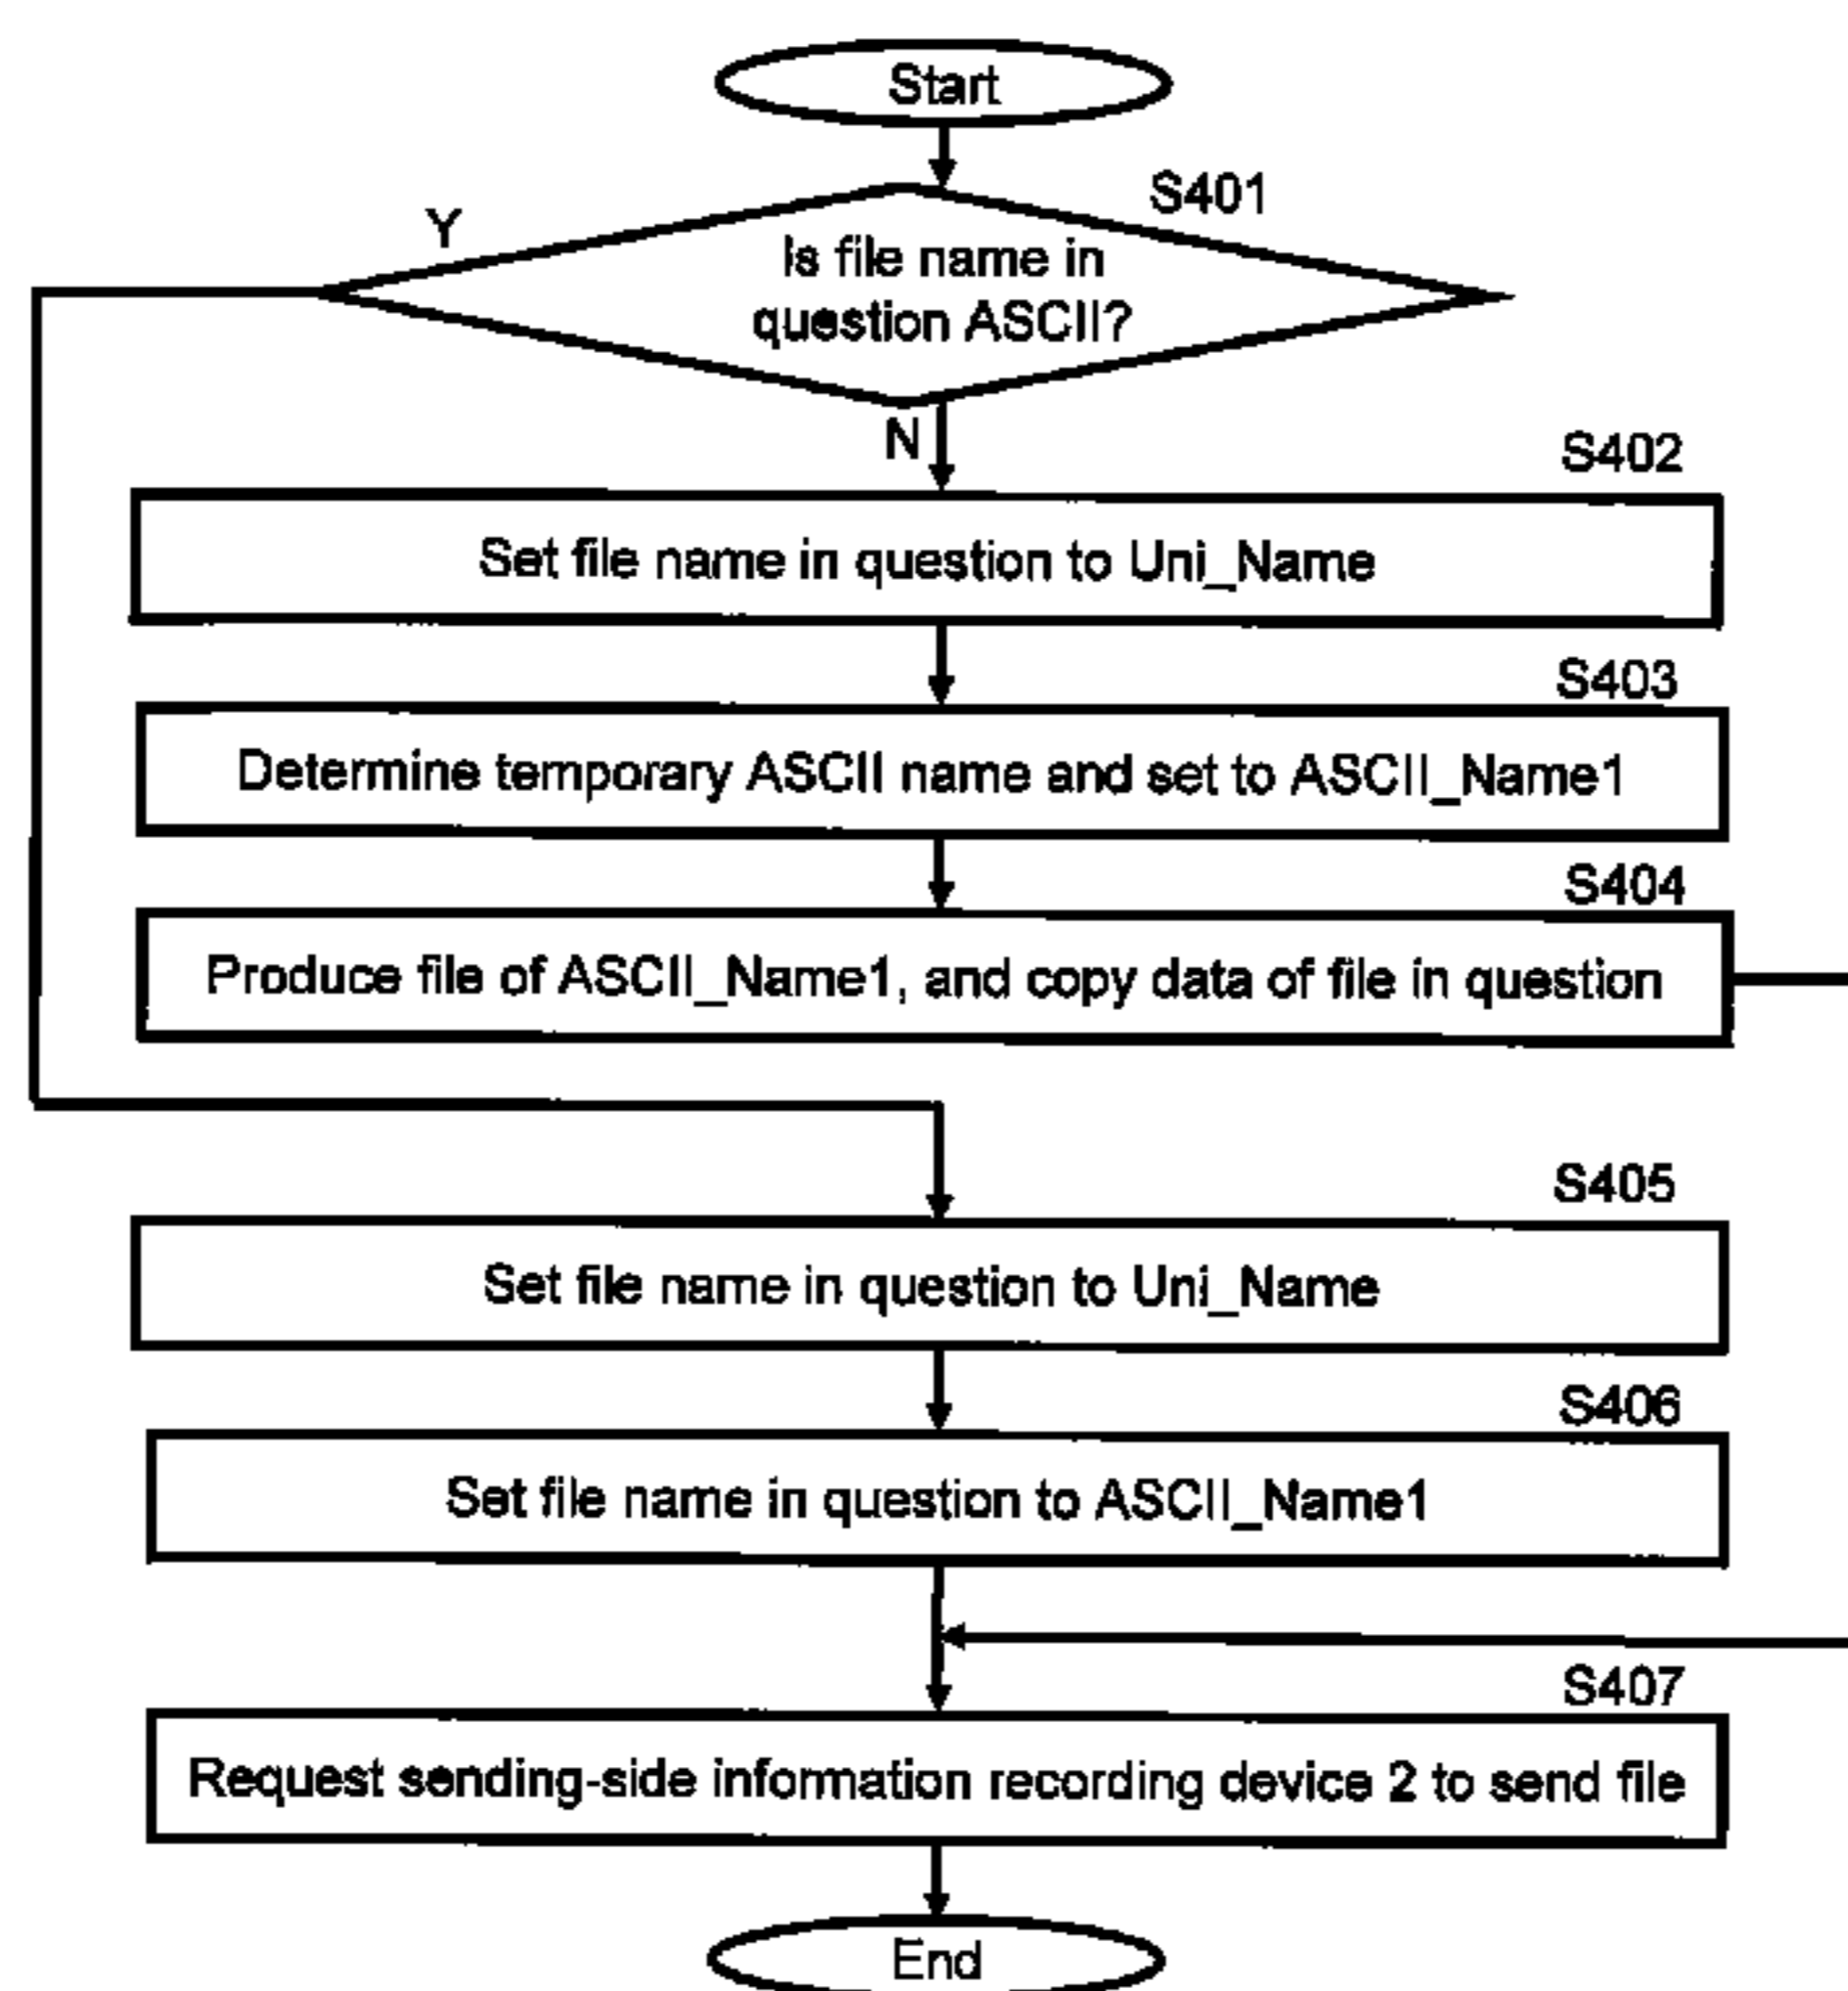 Start
S401
Y
Is file name in
question ASCII?
N
S402
Set file name in question to Uni_Name
S403
Determine temporary ASCII name and set to ASCII_Name1
S404
Produce file of ASCII_Name1, and copy data of file in question
S405
Set file name in question to Uni_Name
S406
Set file name in question to ASCII_Name1
S407
Request sending-side information recording device 2 to send file
End